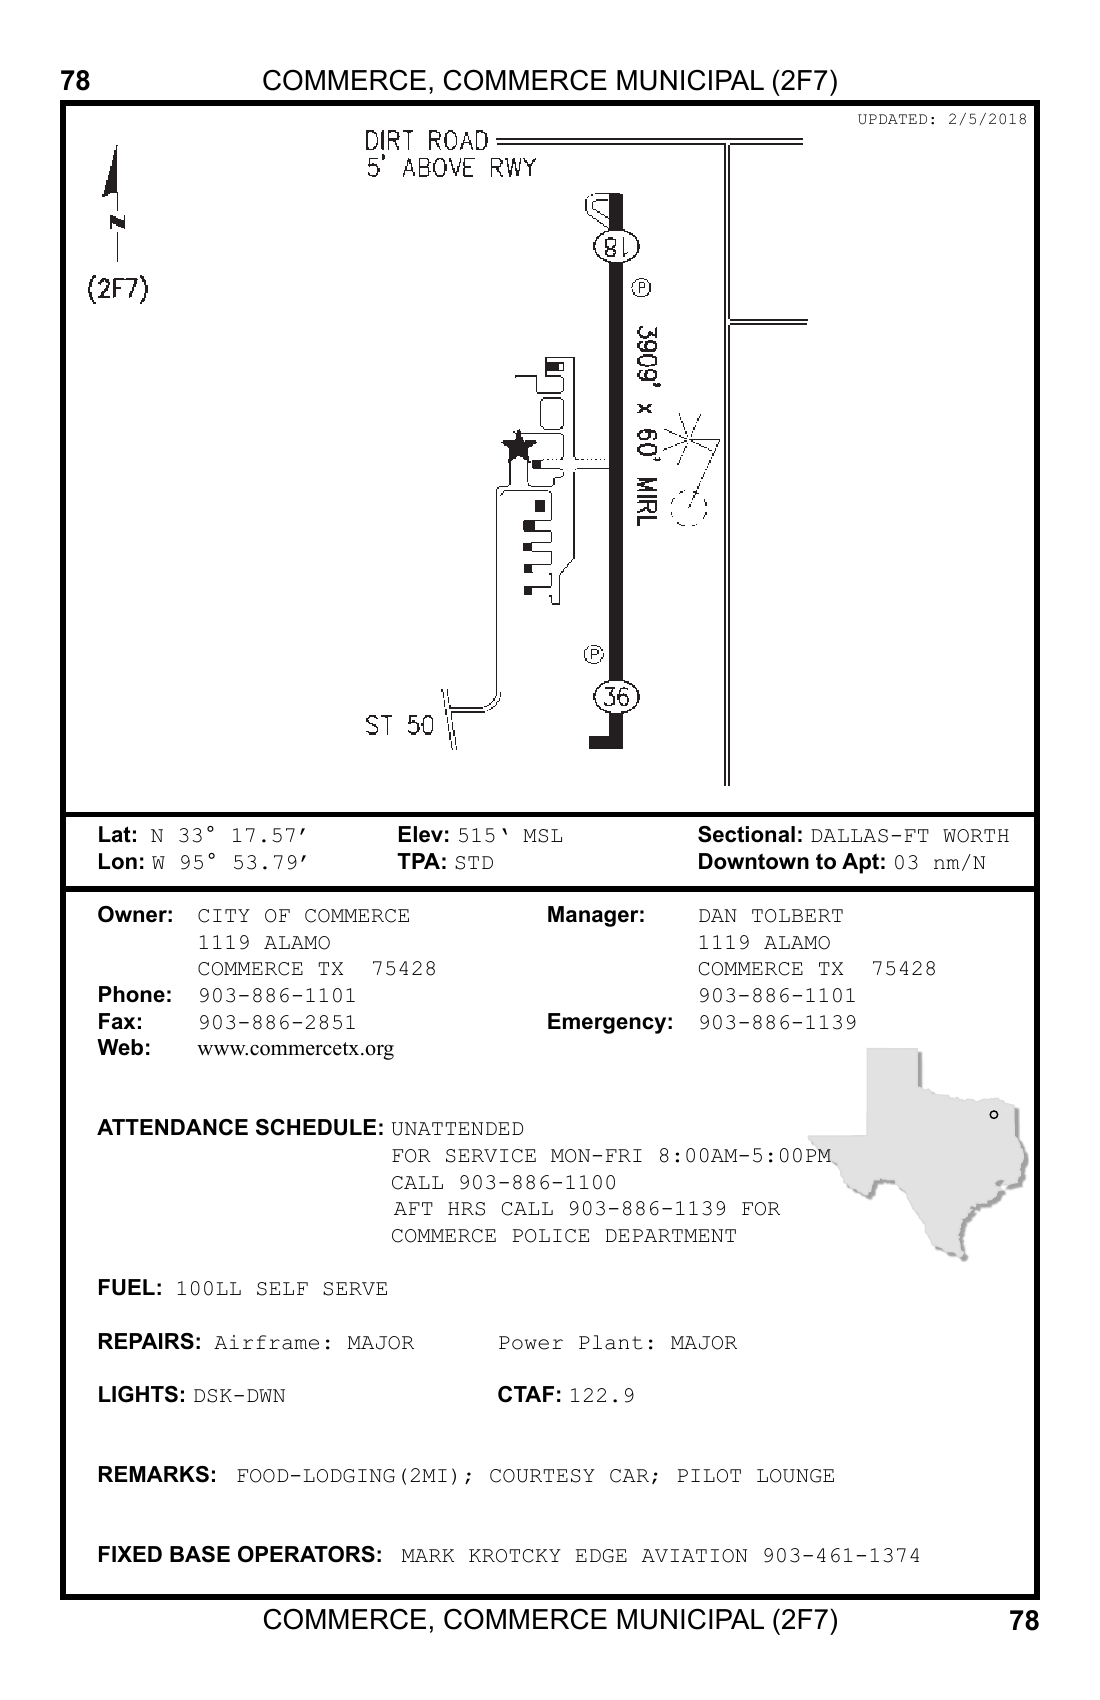 78 COMMERCE, COMMERCE MUNICIPAL (2F7)
UPDATED: 2/5/2018
DIRT ROAD
5' ABOVE RWY
N
(2F7)
18
P
3909' x 60' MIRL
P
36
ST 50
Lat: N 33° 17.57′ Elev: 515‘ MSL Sectional: DALLAS-FT WORTH
Lon: W 95° 53.79′ TPA: STD Downtown to Apt: 03 nm/N
Owner: CITY OF COMMERCE Manager: DAN TOLBERT
1119 ALAMO 1119 ALAMO
COMMERCE TX 75428 COMMERCE TX 75428
Phone: 903-886-1101 903-886-1101
Fax: 903-886-2851 Emergency: 903-886-1139
Web: www.commercetx.org
ATTENDANCE SCHEDULE: UNATTENDED
FOR SERVICE MON-FRI 8:00AM-5:00PM
CALL 903-886-1100
AFT HRS CALL 903-886-1139 FOR
COMMERCE POLICE DEPARTMENT
FUEL: 100LL SELF SERVE
REPAIRS: Airframe: MAJOR Power Plant: MAJOR
LIGHTS: DSK-DWN CTAF: 122.9
REMARKS: FOOD-LODGING(2MI); COURTESY CAR; PILOT LOUNGE
FIXED BASE OPERATORS: MARK KROTCKY EDGE AVIATION 903-461-1374
COMMERCE, COMMERCE MUNICIPAL (2F7) 78